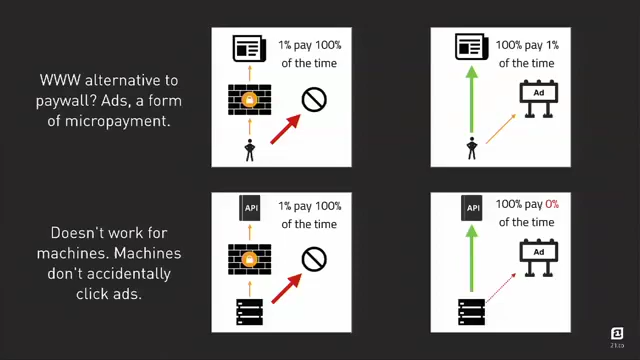 WWW alternative to
paywall? Ads, a form
of micropayment.
1% pay 100%
of the time
100% pay 1%
of the time
Ad
Doesn't work for
machines. Machines
don't accidentally
click ads.
API
1% pay 100%
of the time
API
100% pay 0%
of the time
Ad
21.co